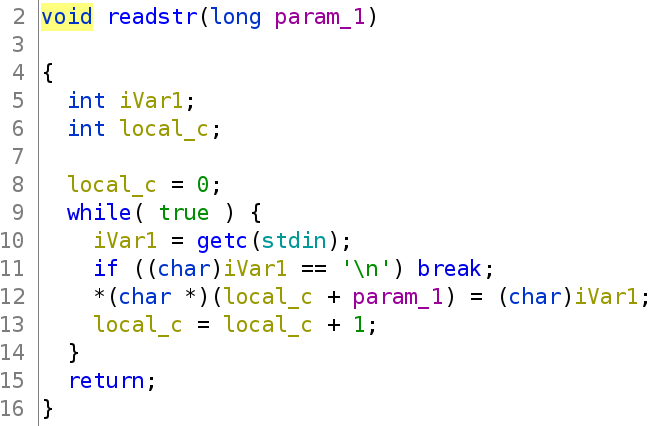 2 void readstr(long param_1)
3
4 {
5   int iVar1;
6   int local_c;
7
8   local_c = 0;
9   while( true ) {
10     iVar1 = getc(stdin);
11     if ((char)iVar1 == '\n') break;
12     *(char *)(local_c + param_1) = (char)iVar1;
13     local_c = local_c + 1;
14   }
15   return;
16 }